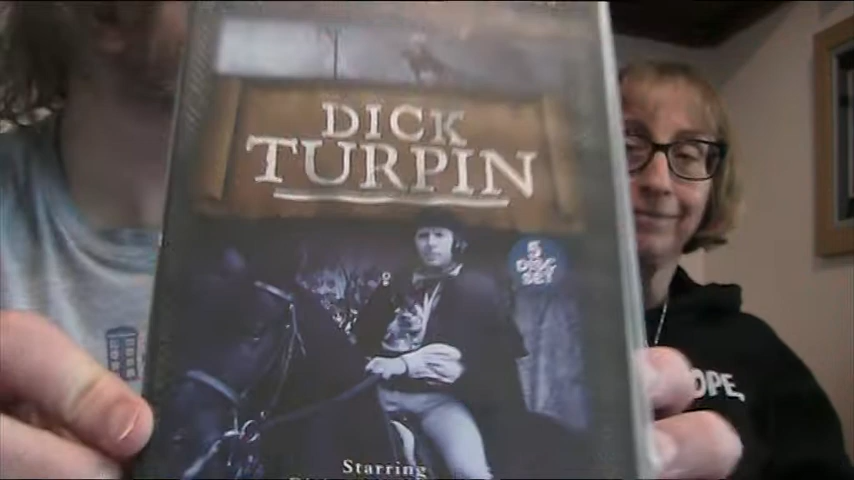 DICK
TURPIN
5
DISC
SET
Starring
OPE.